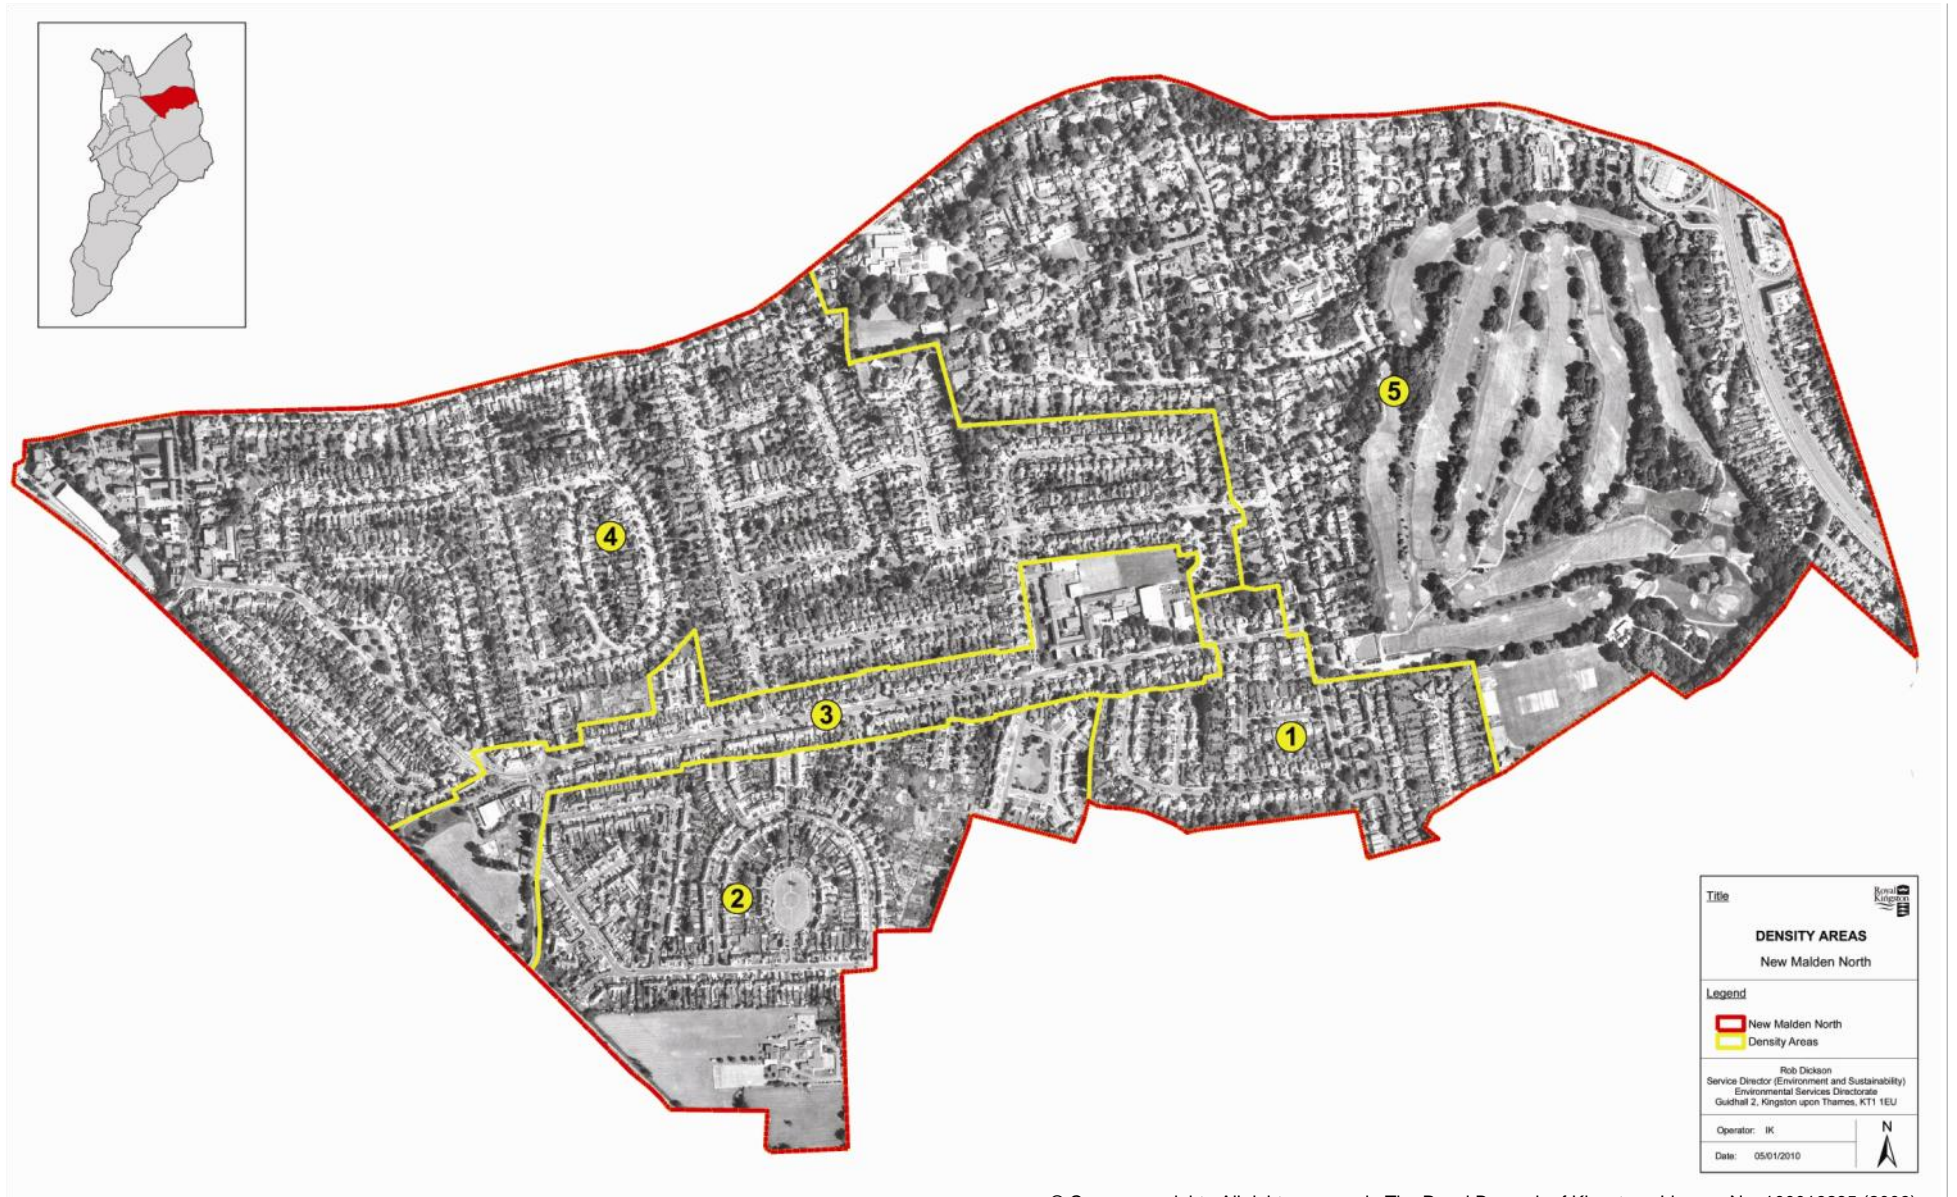 5
4
3
1
2
Title
Royal
Kingston
DENSITY AREAS
New Malden North
Legend
New Malden North
Density Areas
Rob Dickson
Service Director (Environment and Sustainability)
Environmental Services Directorate
Guidhall 2, Kingston upon Thames, KT1 1EU
Operator: IK
N
Date: 05/01/2010